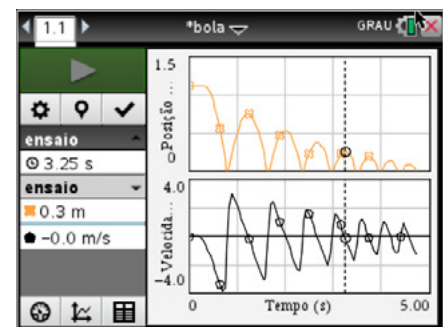 1.1
*bola
GRAU
ensaio
3.25 s
ensaio
0.3 m
-0.0 m/s
1.5
Posição ...
0
4.0
Velocida...
-4.0
0
Tempo (s)
5.00